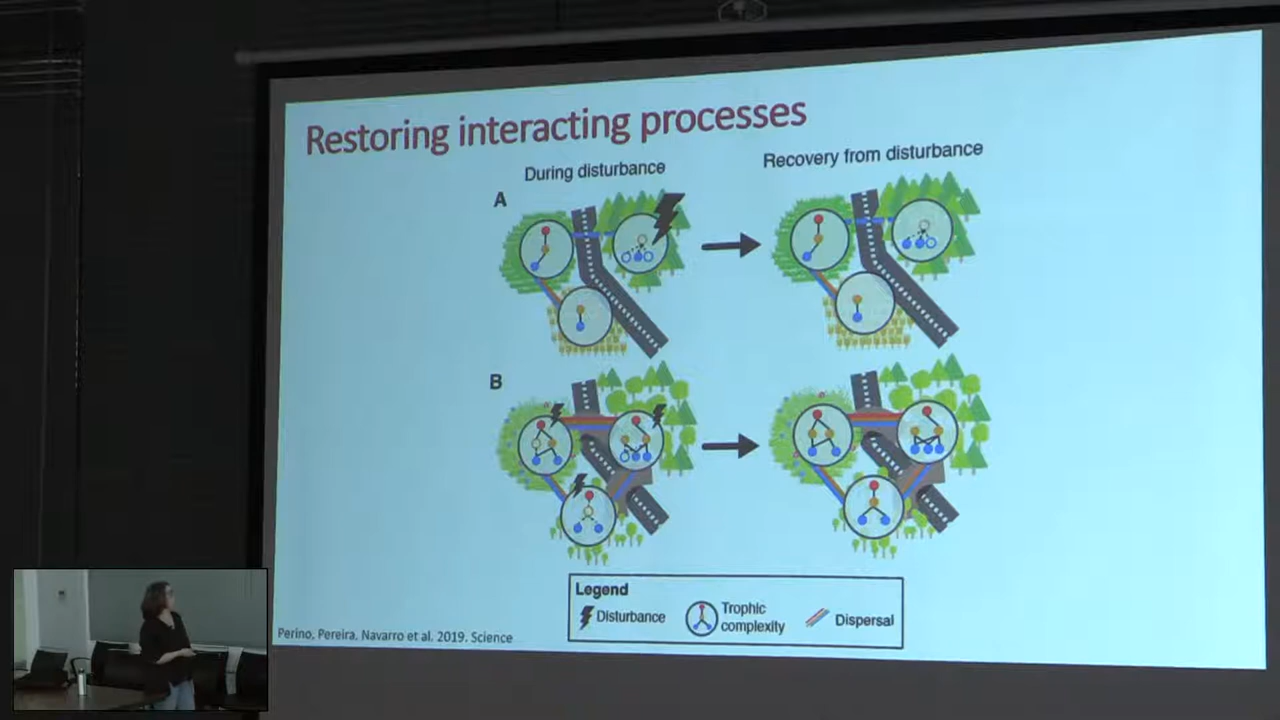 Restoring interacting processes
During disturbance
Recovery from disturbance
A
B
Legend
Disturbance
Trophic
complexity
Dispersal
Perino, Pereira, Navarro et al. 2019. Science